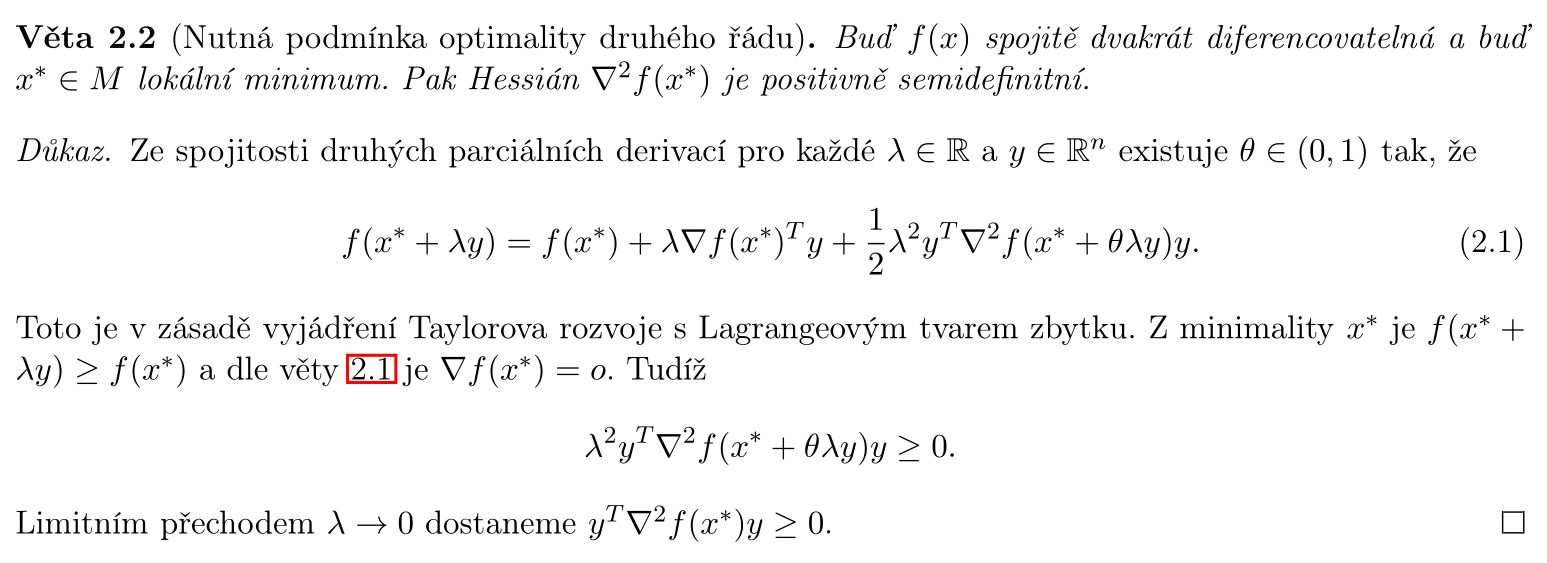 Věta 2.2 (Nutná podmínka optimality druhého řádu). Buď f(x) spojitě dvakrát diferencovatelná a buď
x* ∈ M lokální minimum. Pak Hessián ∇²f(x*) je positivně semidefinitní.
Důkaz. Ze spojitosti druhých parciálních derivací pro každé λ ∈ ℝ a y ∈ ℝⁿ existuje θ ∈ (0, 1) tak, že
f(x* + λy) = f(x*) + λ∇f(x*)ᵀy + ½λ²yᵀ∇²f(x* + θλy)y. (2.1)
Toto je v zásadě vyjádření Taylorova rozvoje s Lagrangeovým tvarem zbytku. Z minimality x* je f(x* +
λy) ≥ f(x*) a dle věty 2.1 je ∇f(x*) = o. Tudíž
λ²yᵀ∇²f(x* + θλy)y ≥ 0.
Limitním přechodem λ → 0 dostaneme yᵀ∇²f(x*)y ≥ 0. □